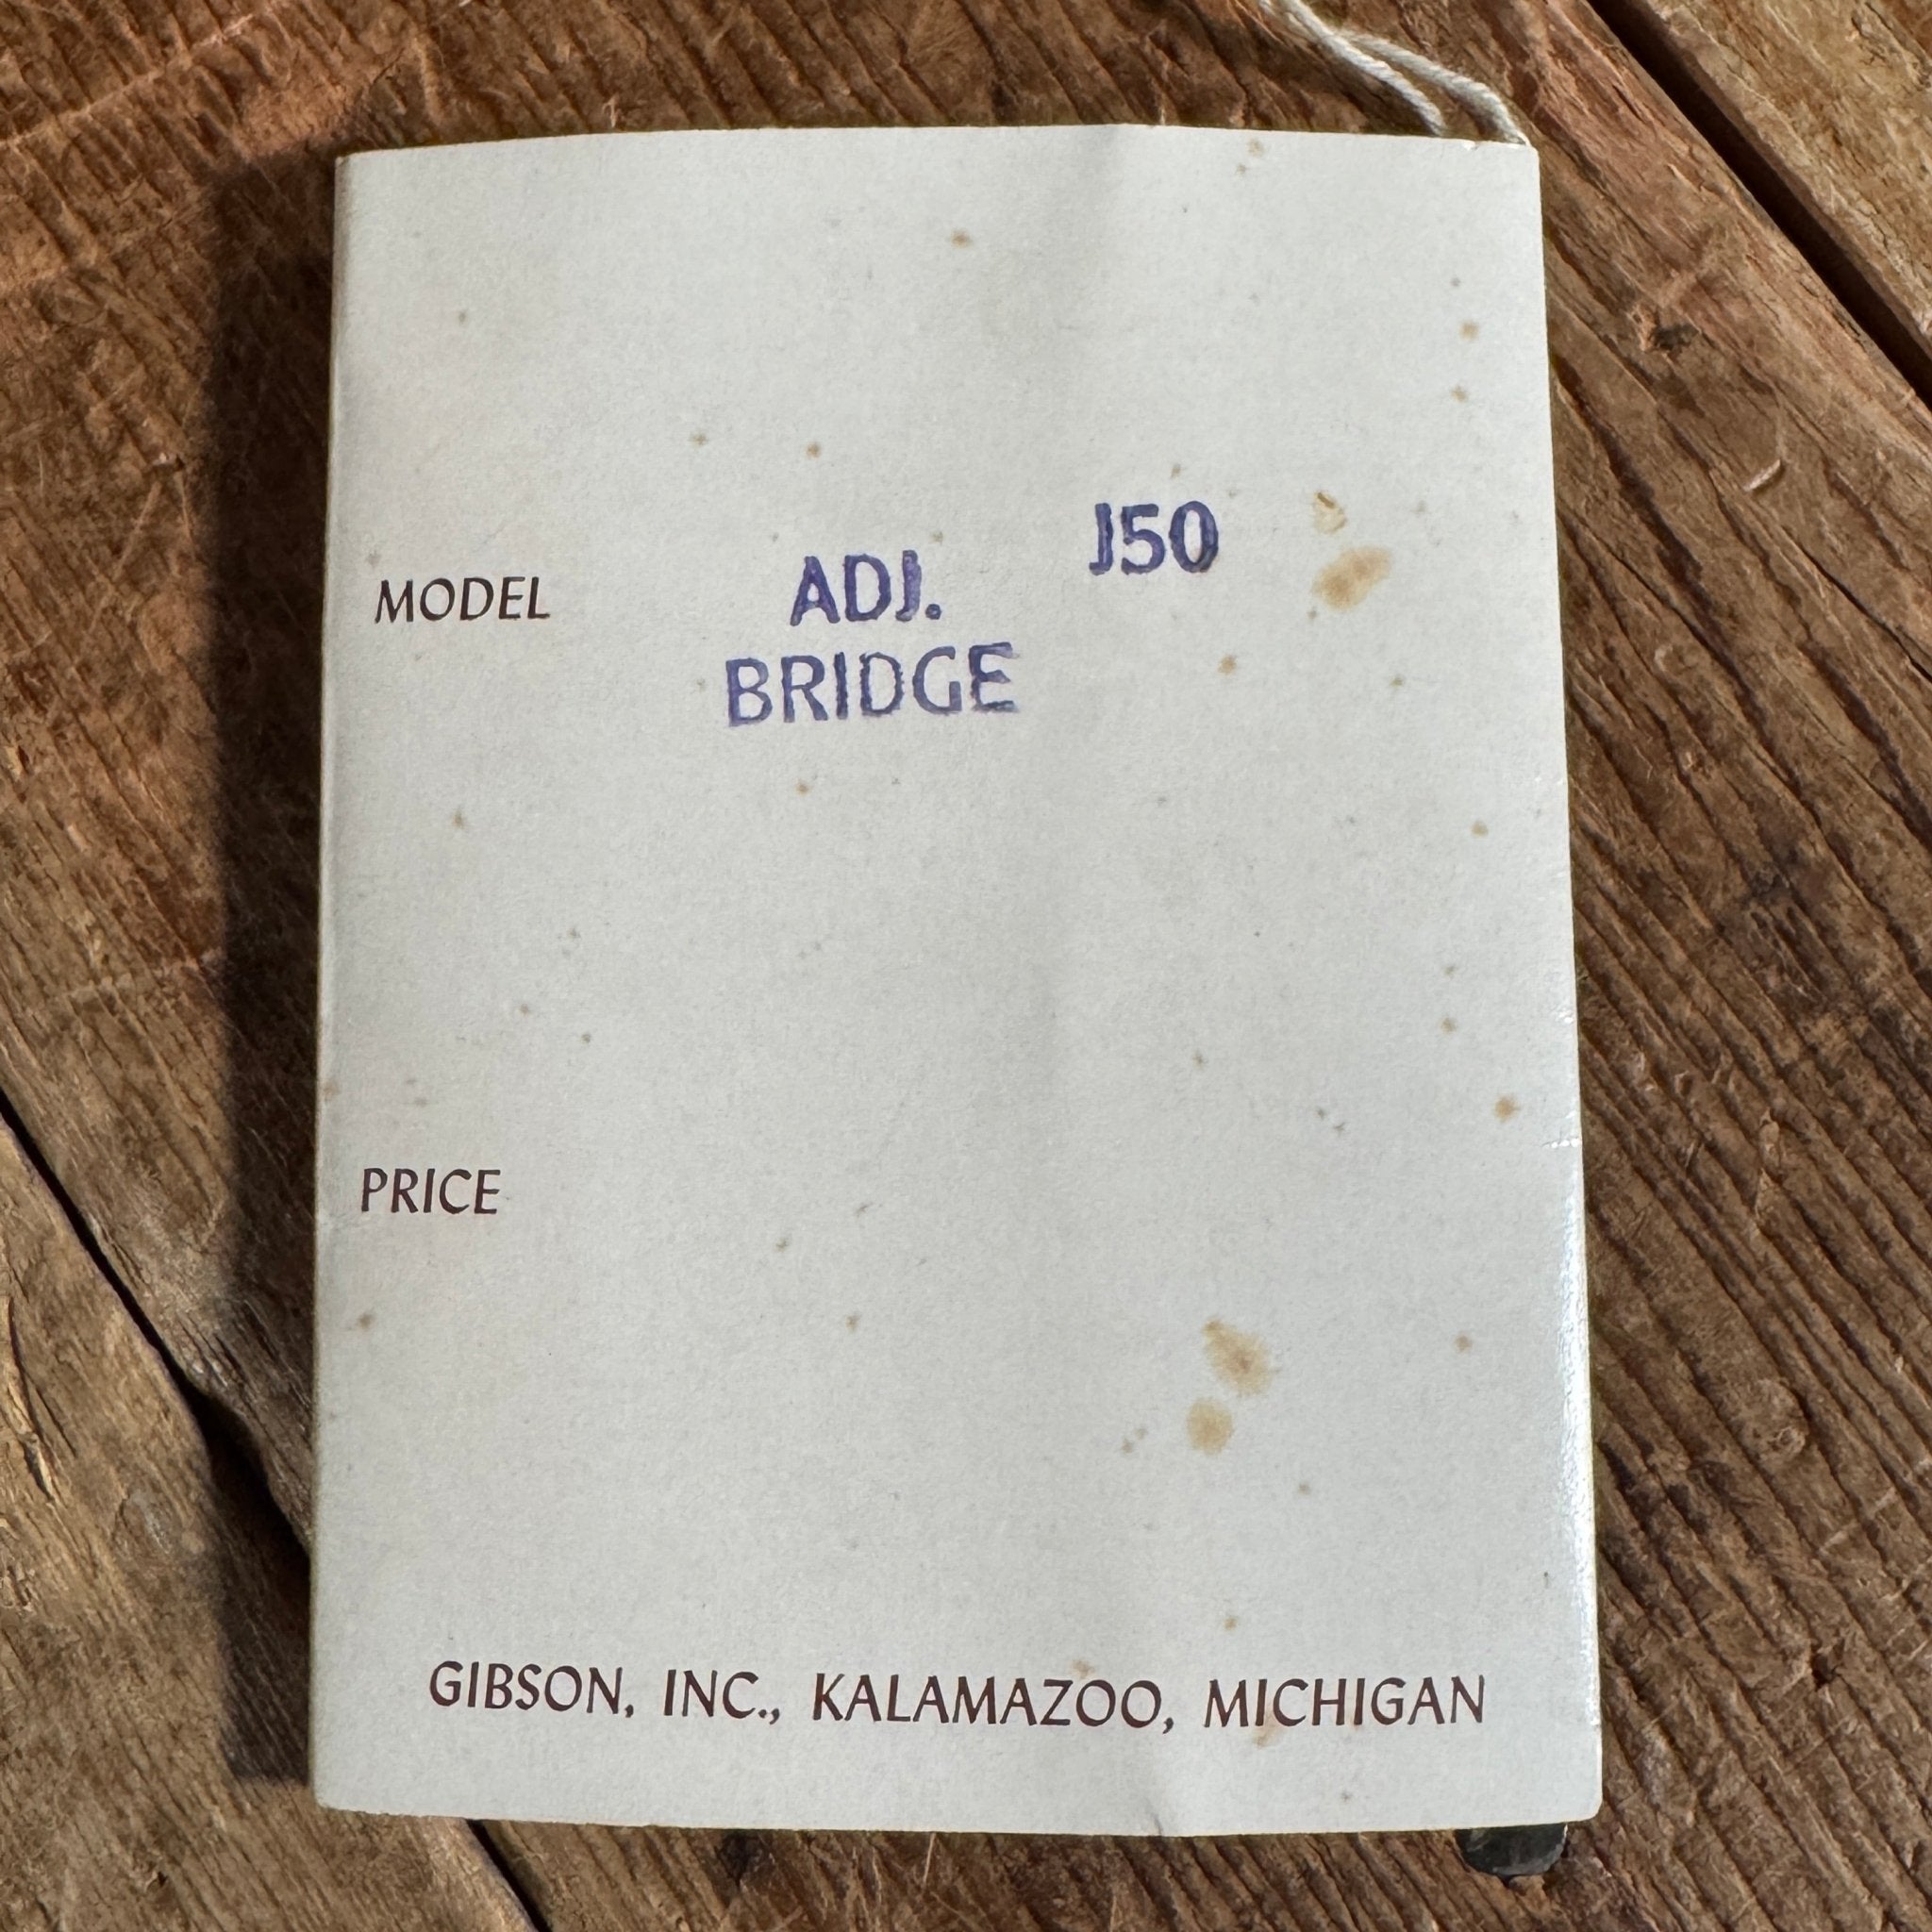 J50
MODEL ADJ.
BRIDGE
PRICE
GIBSON, INC., KALAMAZOO, MICHIGAN